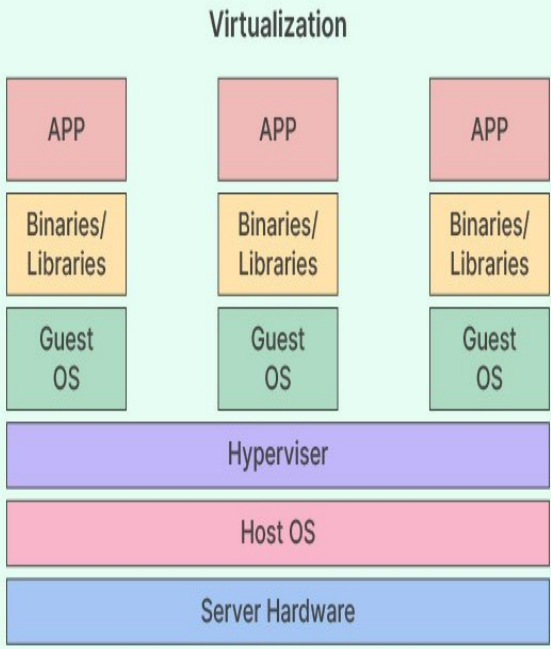 Virtualization
APP
APP
APP
Binaries/
Libraries
Binaries/
Libraries
Binaries/
Libraries
Guest
OS
Guest
OS
Guest
OS
Hyperviser
Host OS
Server Hardware